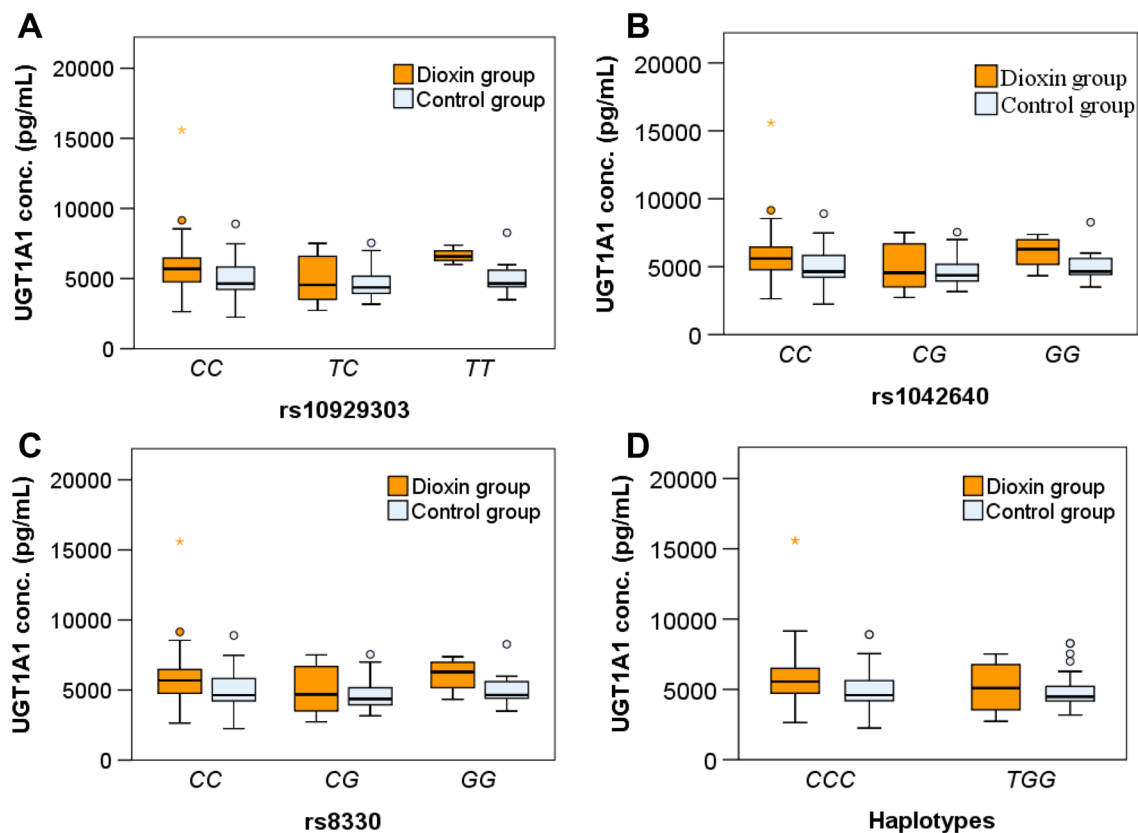 A
UGT1A1 conc. (pg/mL)
20000
15000
10000
5000
0
Dioxin group
Control group
CC TC TT
rs10929303
B
UGT1A1 conc. (pg/mL)
20000
15000
10000
5000
0
Dioxin group
Control group
CC CG GG
rs1042640
C
UGT1A1 conc. (pg/mL)
20000
15000
10000
5000
0
Dioxin group
Control group
CC CG GG
rs8330
D
UGT1A1 conc. (pg/mL)
20000
15000
10000
5000
0
Dioxin group
Control group
CCC TGG
Haplotypes